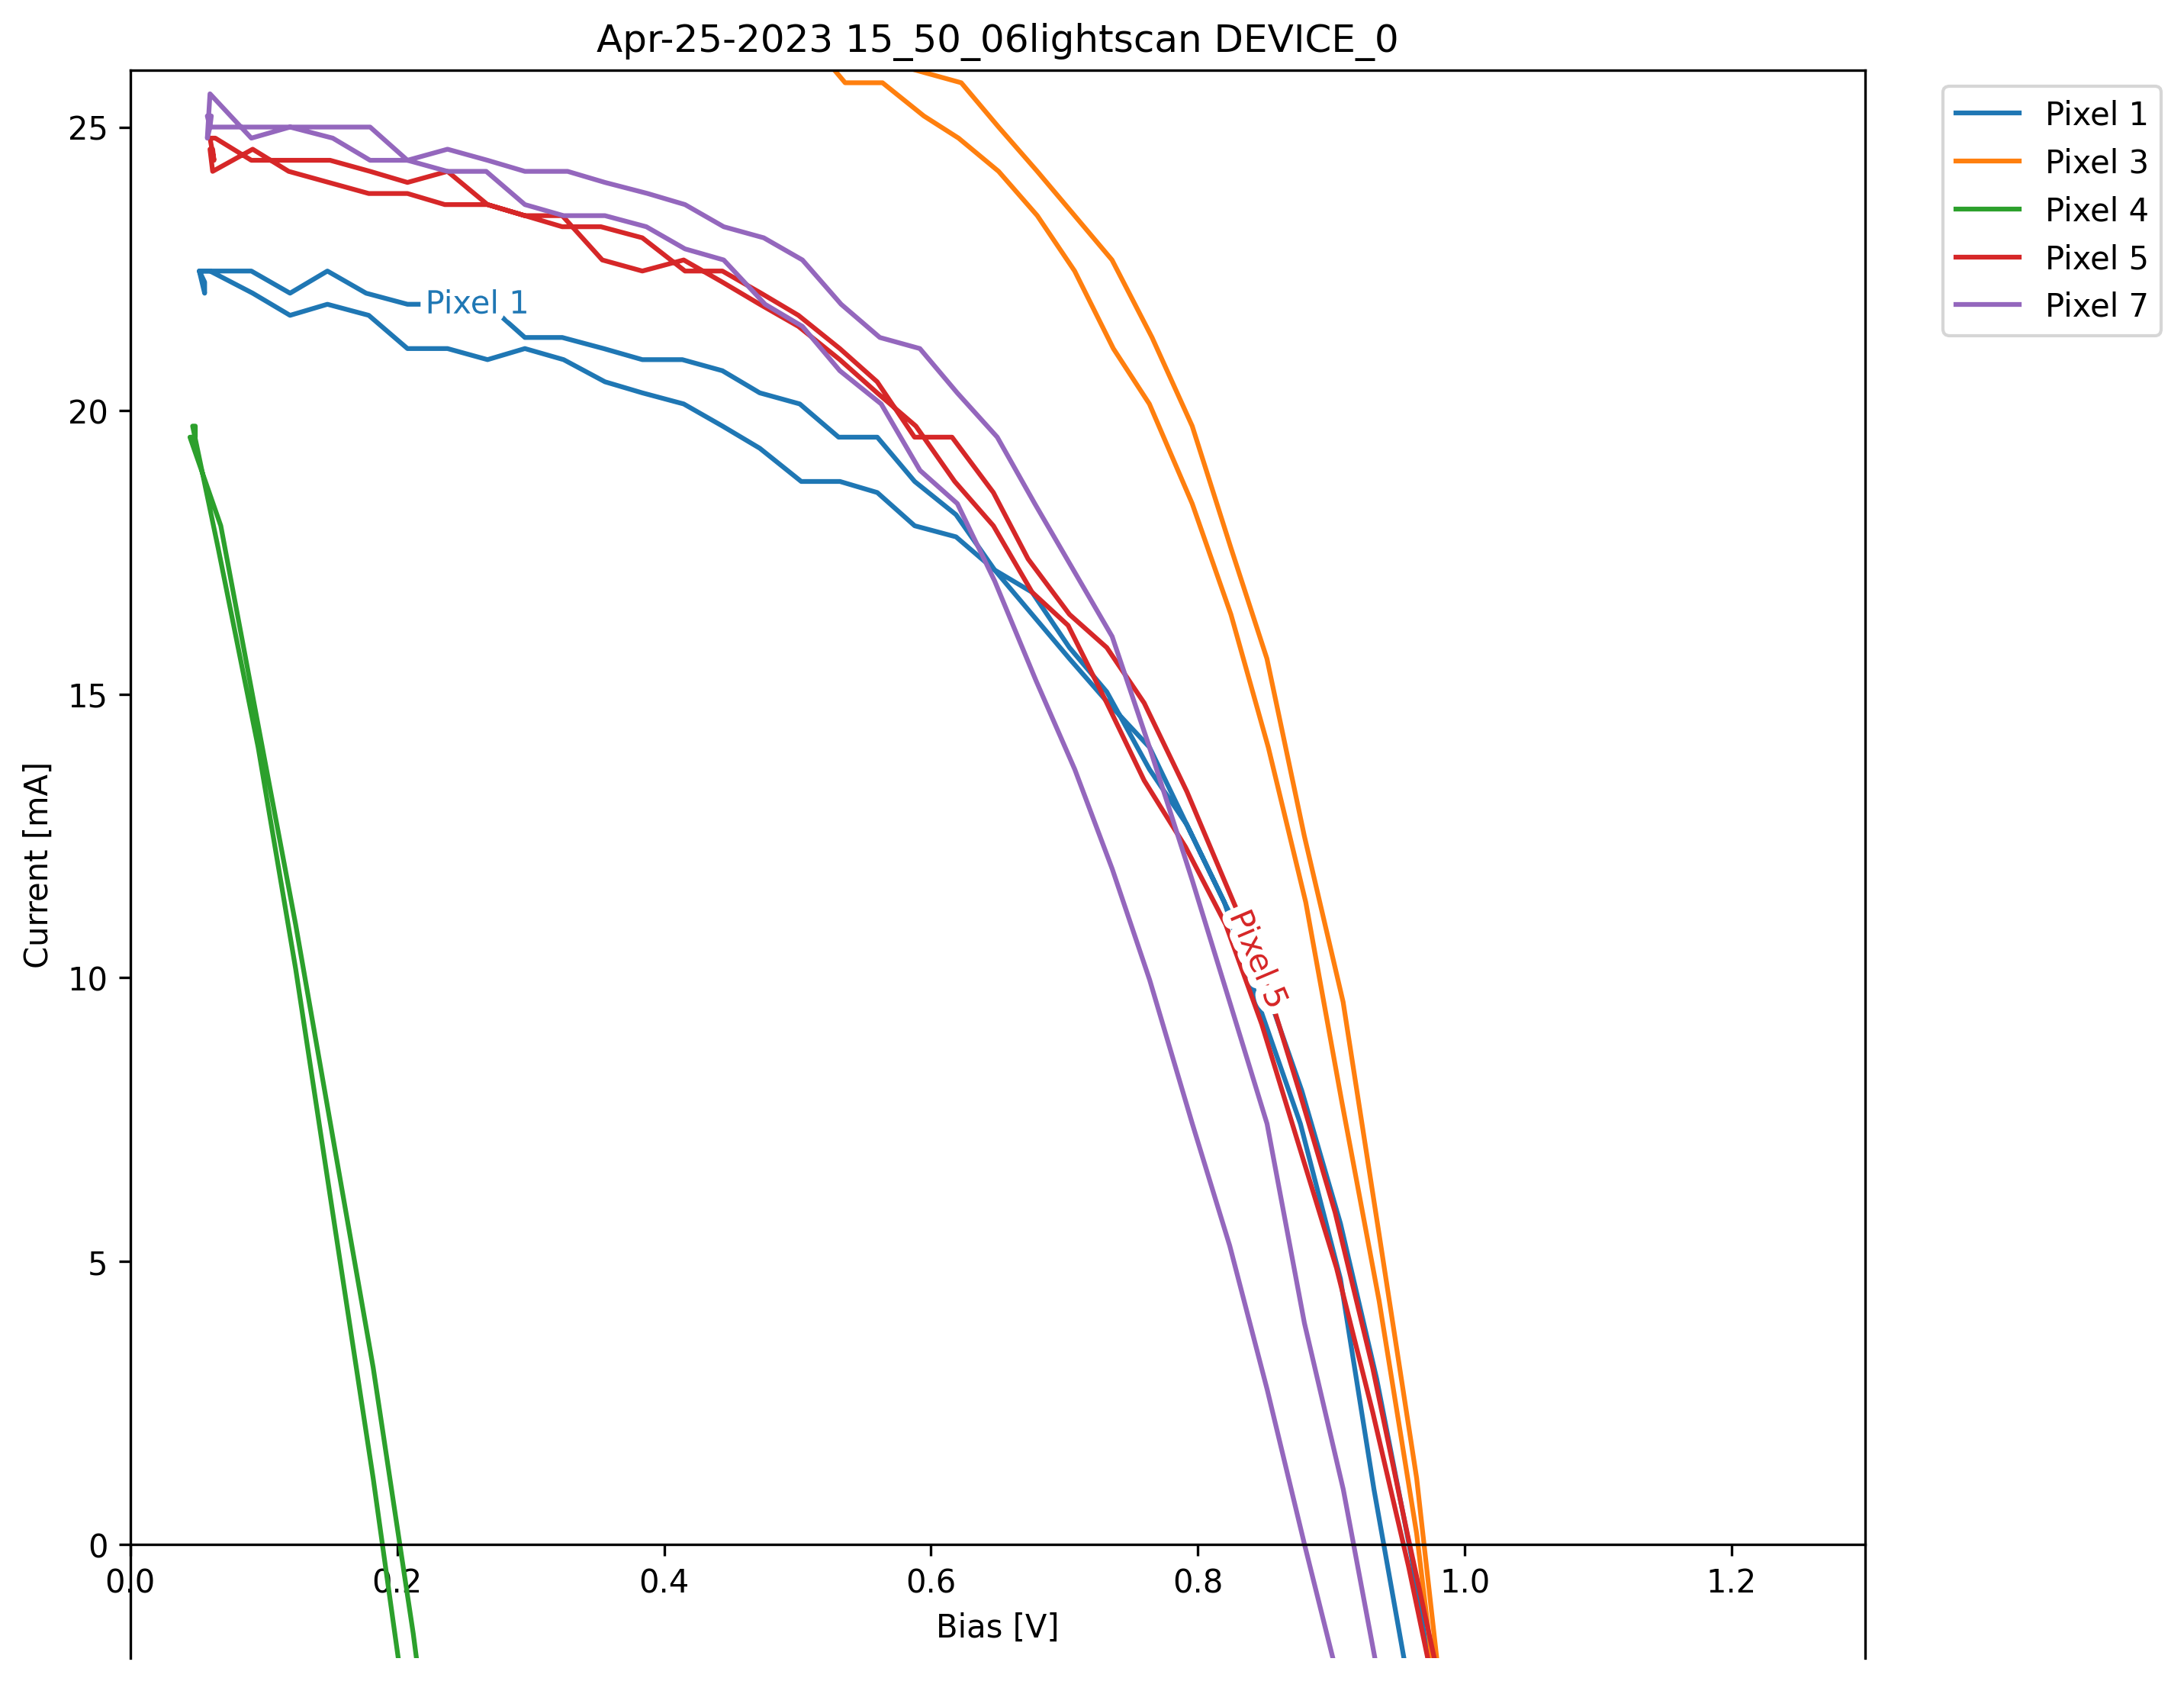 Apr-25-2023 15_50_06lightscan DEVICE_0
Pixel 1
Pixel 3
Pixel 4
Pixel 5
Pixel 7
25
20
15
10
5
0
Current [mA]
Pixel 1
Pixel 5
0.0 0.2 0.4 0.6 0.8 1.0 1.2
Bias [V]